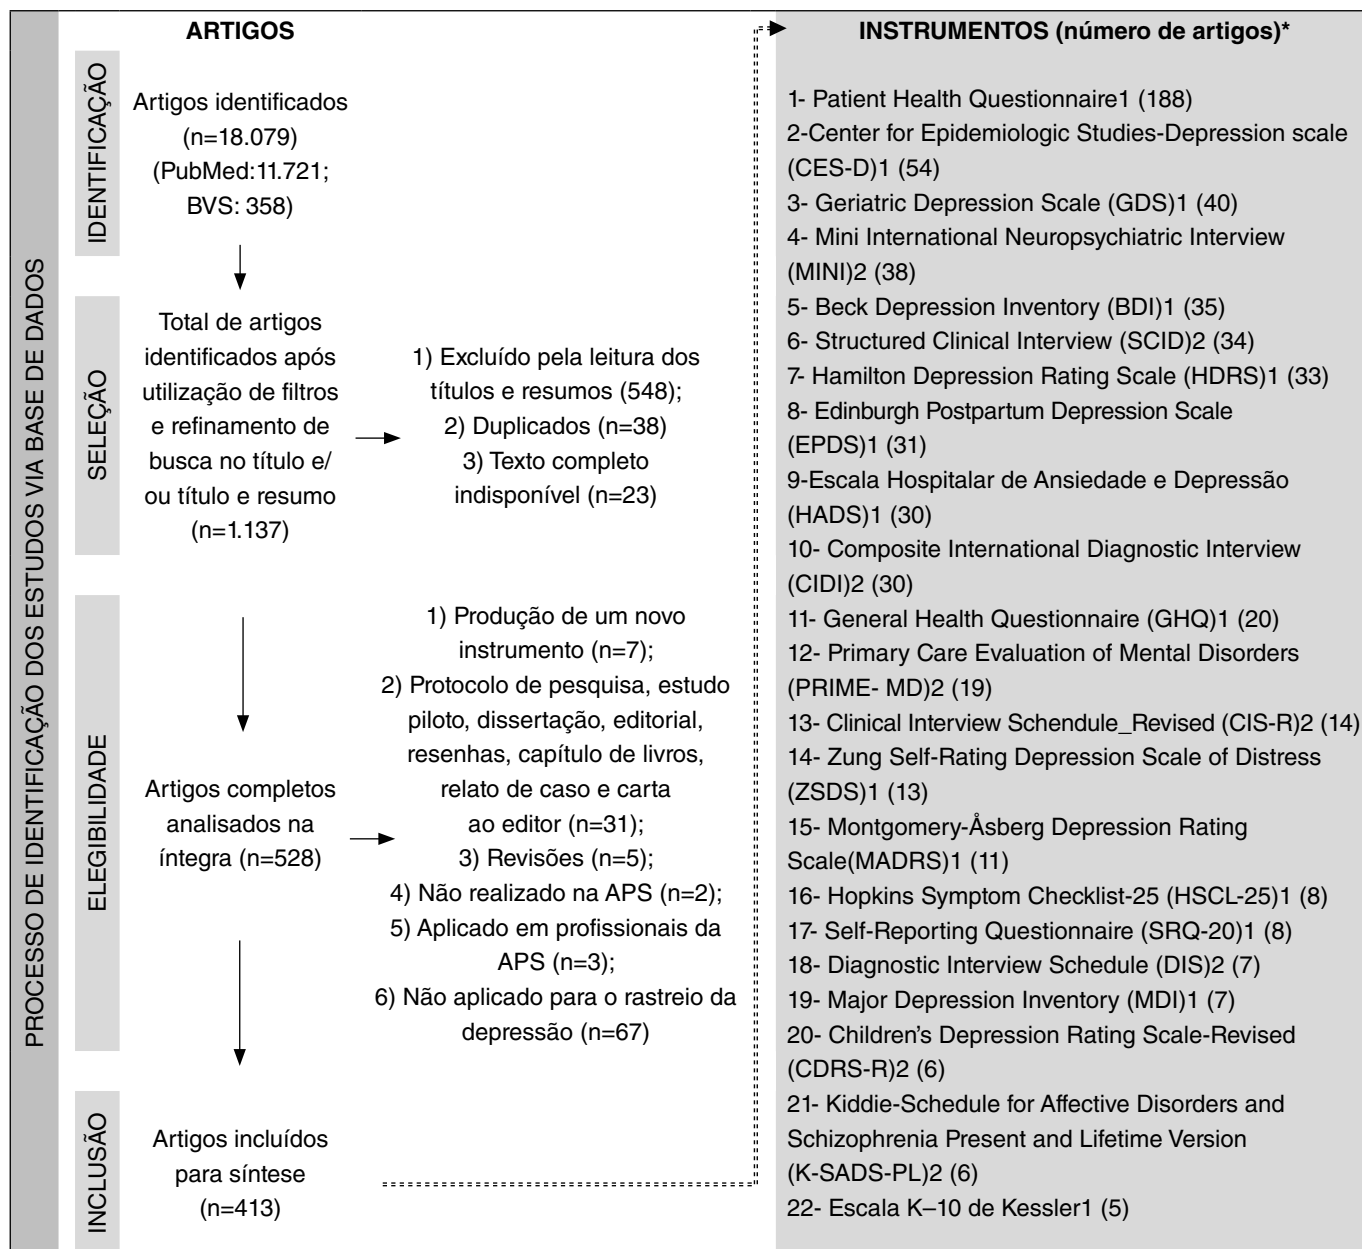 PROCESSO DE IDENTIFICAÇÃO DOS ESTUDOS VIA BASE DE DADOS
ARTIGOS
IDENTIFICAÇÃO
Artigos identificados
(n=18.079)
(PubMed:11.721;
BVS: 358)
SELEÇÃO
Total de artigos
identificados após
utilização de filtros
e refinamento de
busca no título e/
ou título e resumo
(n=1.137)
1) Excluído pela leitura dos
títulos e resumos (548);
2) Duplicados (n=38)
3) Texto completo
indisponível (n=23)
ELEGIBILIDADE
Artigos completos
analisados na
íntegra (n=528)
1) Produção de um novo
instrumento (n=7);
2) Protocolo de pesquisa, estudo
piloto, dissertação, editorial,
resenhas, capítulo de livros,
relato de caso e carta
ao editor (n=31);
3) Revisões (n=5);
4) Não realizado na APS (n=2);
5) Aplicado em profissionais da
APS (n=3);
6) Não aplicado para o rastreio da
depressão (n=67)
INCLUSÃO
Artigos incluídos
para síntese
(n=413)
INSTRUMENTOS (número de artigos)*
1- Patient Health Questionnaire1 (188)
2-Center for Epidemiologic Studies-Depression scale
(CES-D)1 (54)
3- Geriatric Depression Scale (GDS)1 (40)
4- Mini International Neuropsychiatric Interview
(MINI)2 (38)
5- Beck Depression Inventory (BDI)1 (35)
6- Structured Clinical Interview (SCID)2 (34)
7- Hamilton Depression Rating Scale (HDRS)1 (33)
8- Edinburgh Postpartum Depression Scale
(EPDS)1 (31)
9-Escala Hospitalar de Ansiedade e Depressão
(HADS)1 (30)
10- Composite International Diagnostic Interview
(CIDI)2 (30)
11- General Health Questionnaire (GHQ)1 (20)
12- Primary Care Evaluation of Mental Disorders
(PRIME- MD)2 (19)
13- Clinical Interview Schendule_Revised (CIS-R)2 (14)
14- Zung Self-Rating Depression Scale of Distress
(ZSDS)1 (13)
15- Montgomery-Åsberg Depression Rating
Scale(MADRS)1 (11)
16- Hopkins Symptom Checklist-25 (HSCL-25)1 (8)
17- Self-Reporting Questionnaire (SRQ-20)1 (8)
18- Diagnostic Interview Schedule (DIS)2 (7)
19- Major Depression Inventory (MDI)1 (7)
20- Children's Depression Rating Scale-Revised
(CDRS-R)2 (6)
21- Kiddie-Schedule for Affective Disorders and
Schizophrenia Present and Lifetime Version
(K-SADS-PL)2 (6)
22- Escala K–10 de Kessler1 (5)